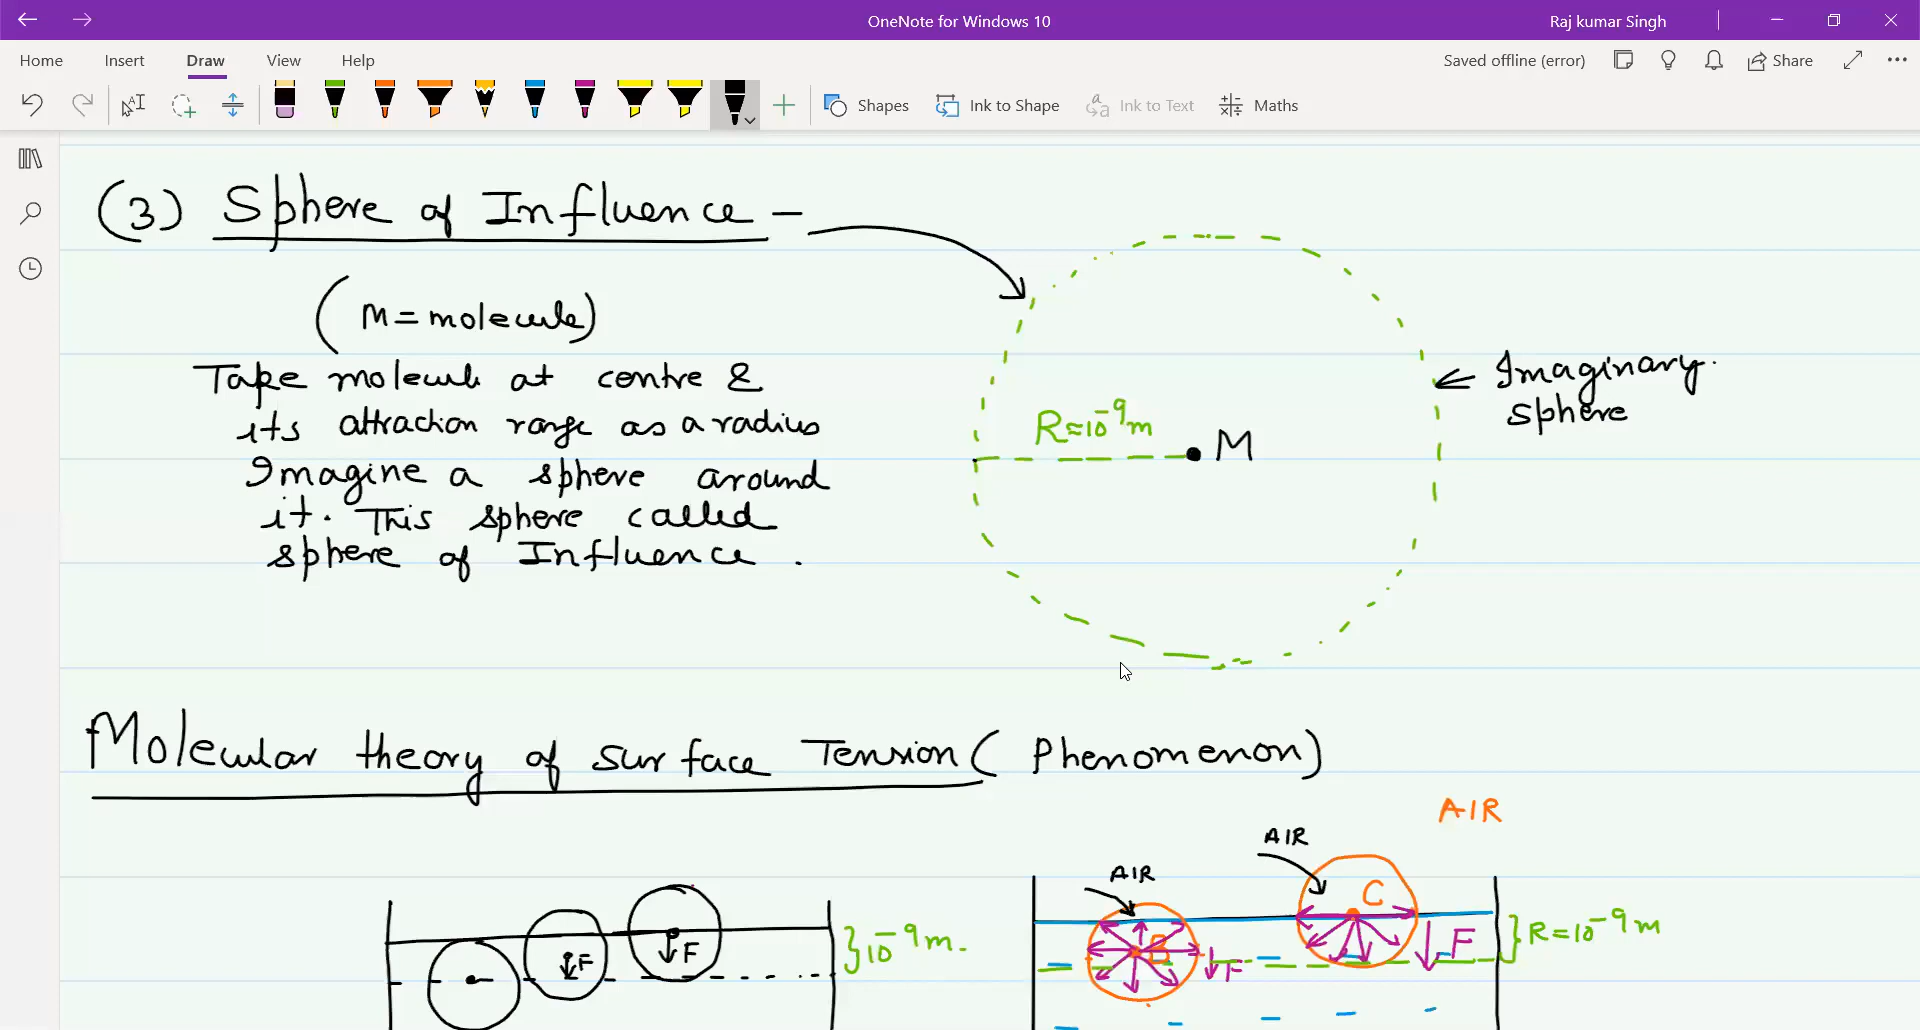 OneNote for Windows 10
Raj kumar Singh
Home Insert Draw View Help
Saved offline (error)
Share
Shapes
Ink to Shape
Ink to Text
Maths
(3) Sphere of Influence -
(M = molecule)
Take molecule at centre &
its attraction range as a radius
Imagine a sphere around
it. This sphere called
sphere of Influence .
R≈10⁻⁹m
M
Imaginary
sphere
Molecular theory of surface Tension ( Phenomenon)
AIR
AIR
AIR
C
B
F
F
R=10⁻⁹m
F
F
10⁻⁹m.